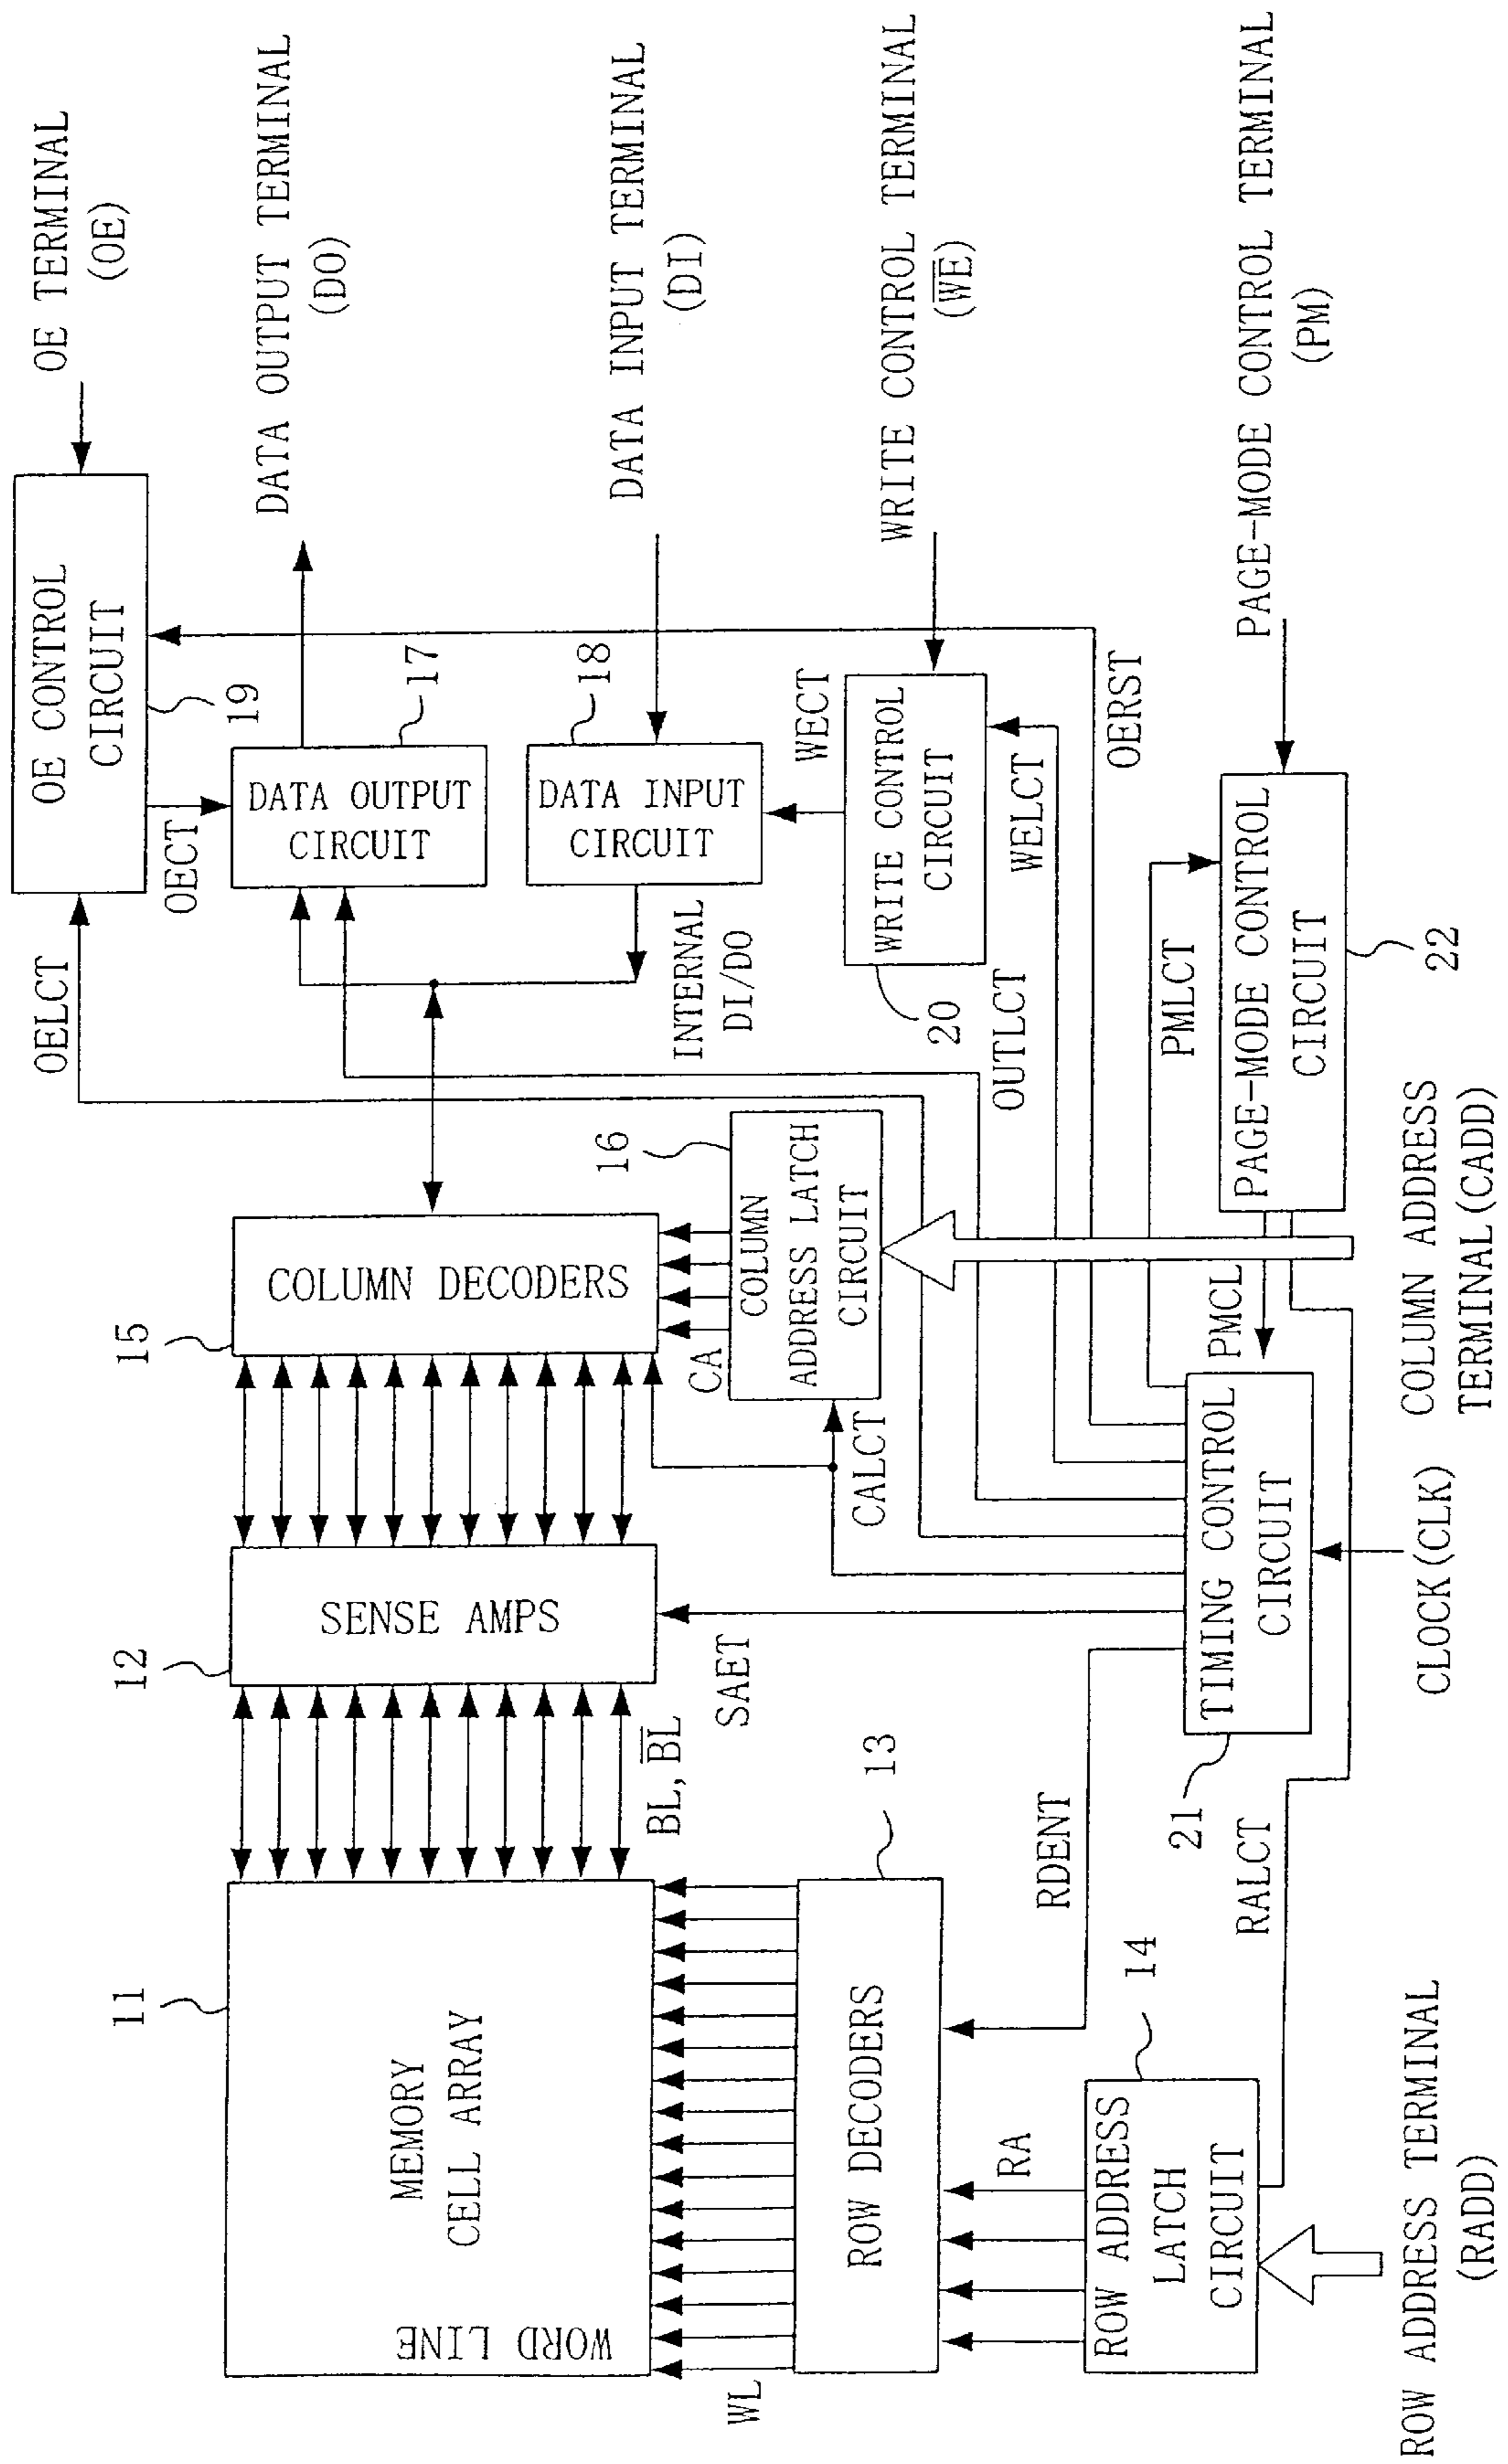 OE TERMINAL
(OE)
OE CONTROL
CIRCUIT
19
OELCT
OECT
DATA OUTPUT TERMINAL
(DO)
DATA OUTPUT
CIRCUIT
17
DATA INPUT TERMINAL
(DI)
DATA INPUT
CIRCUIT
18
INTERNAL
DI/DO
WECT
WRITE CONTROL TERMINAL
(W̅E̅)
WRITE CONTROL
CIRCUIT
20
WELCT
OUTLCT
OERST
PAGE-MODE CONTROL TERMINAL
(PM)
PAGE-MODE CONTROL
CIRCUIT
22
PMLCT
PMCL
COLUMN DECODERS
15
COLUMN
ADDRESS LATCH
CIRCUIT
16
CA
CALCT
COLUMN ADDRESS
TERMINAL(CADD)
SENSE AMPS
12
SAET
BL, B̅L̅
TIMING CONTROL
CIRCUIT
21
CLOCK(CLK)
MEMORY
CELL ARRAY
11
WORD LINE
WL
ROW DECODERS
13
RDENT
RALCT
RA
ROW ADDRESS
LATCH
CIRCUIT
14
ROW ADDRESS TERMINAL
(RADD)